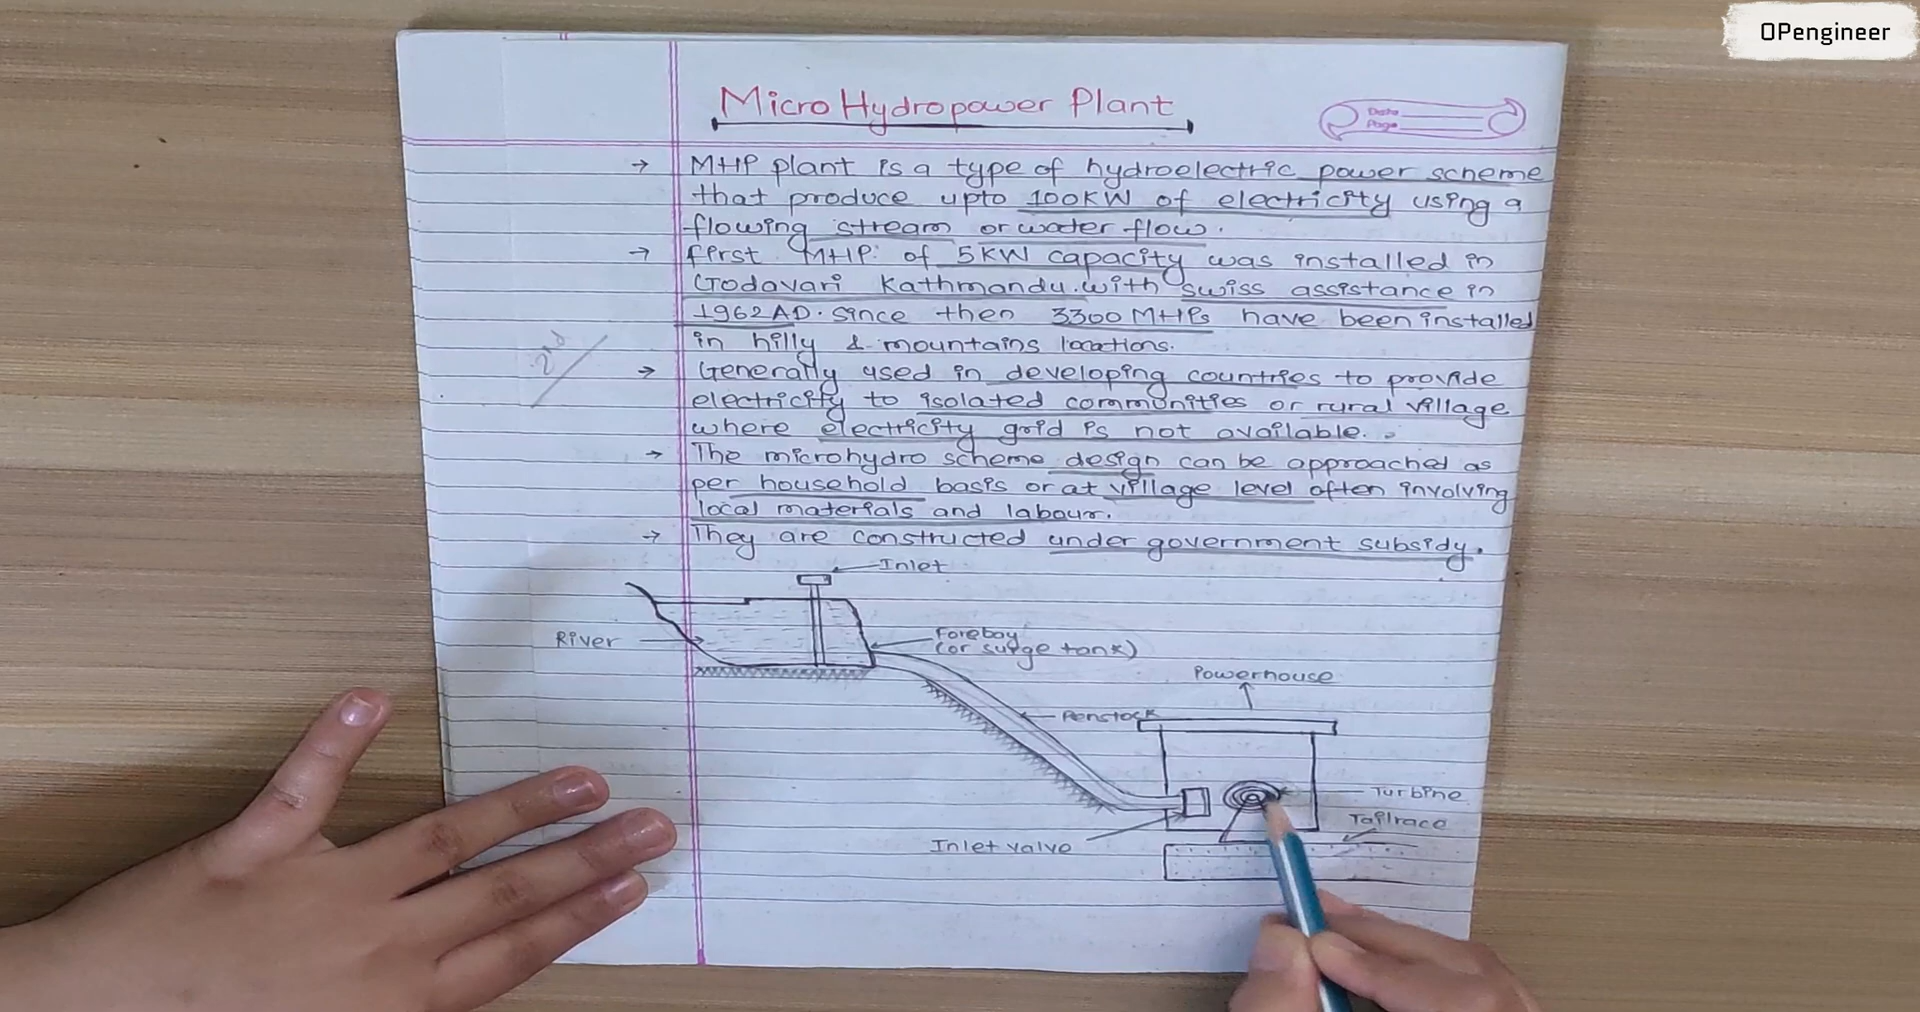 OPengineer
Micro Hydropower Plant
Date
Page
→ MHP plant is a type of hydroelectric power scheme
that produce upto 100KW of electricity using a
flowing stream or water flow.
→ first MHP of 5KW capacity was installed in
Godavari Kathmandu with swiss assistance in
1962AD. Since then 3300 MHPs have been installed
in hilly & mountains locations.
2nd
→ Generally used in developing countries to provide
electricity to isolated communities or rural village
where electricity grid is not available.
→ The microhydro scheme design can be approached as
per household basis or at village level often involving
local materials and labour.
→ They are constructed under government subsidy.
Inlet
River
Forebay
(or surge tank)
Powerhouse
Penstock
Turbine
Tailrace
Inlet valve